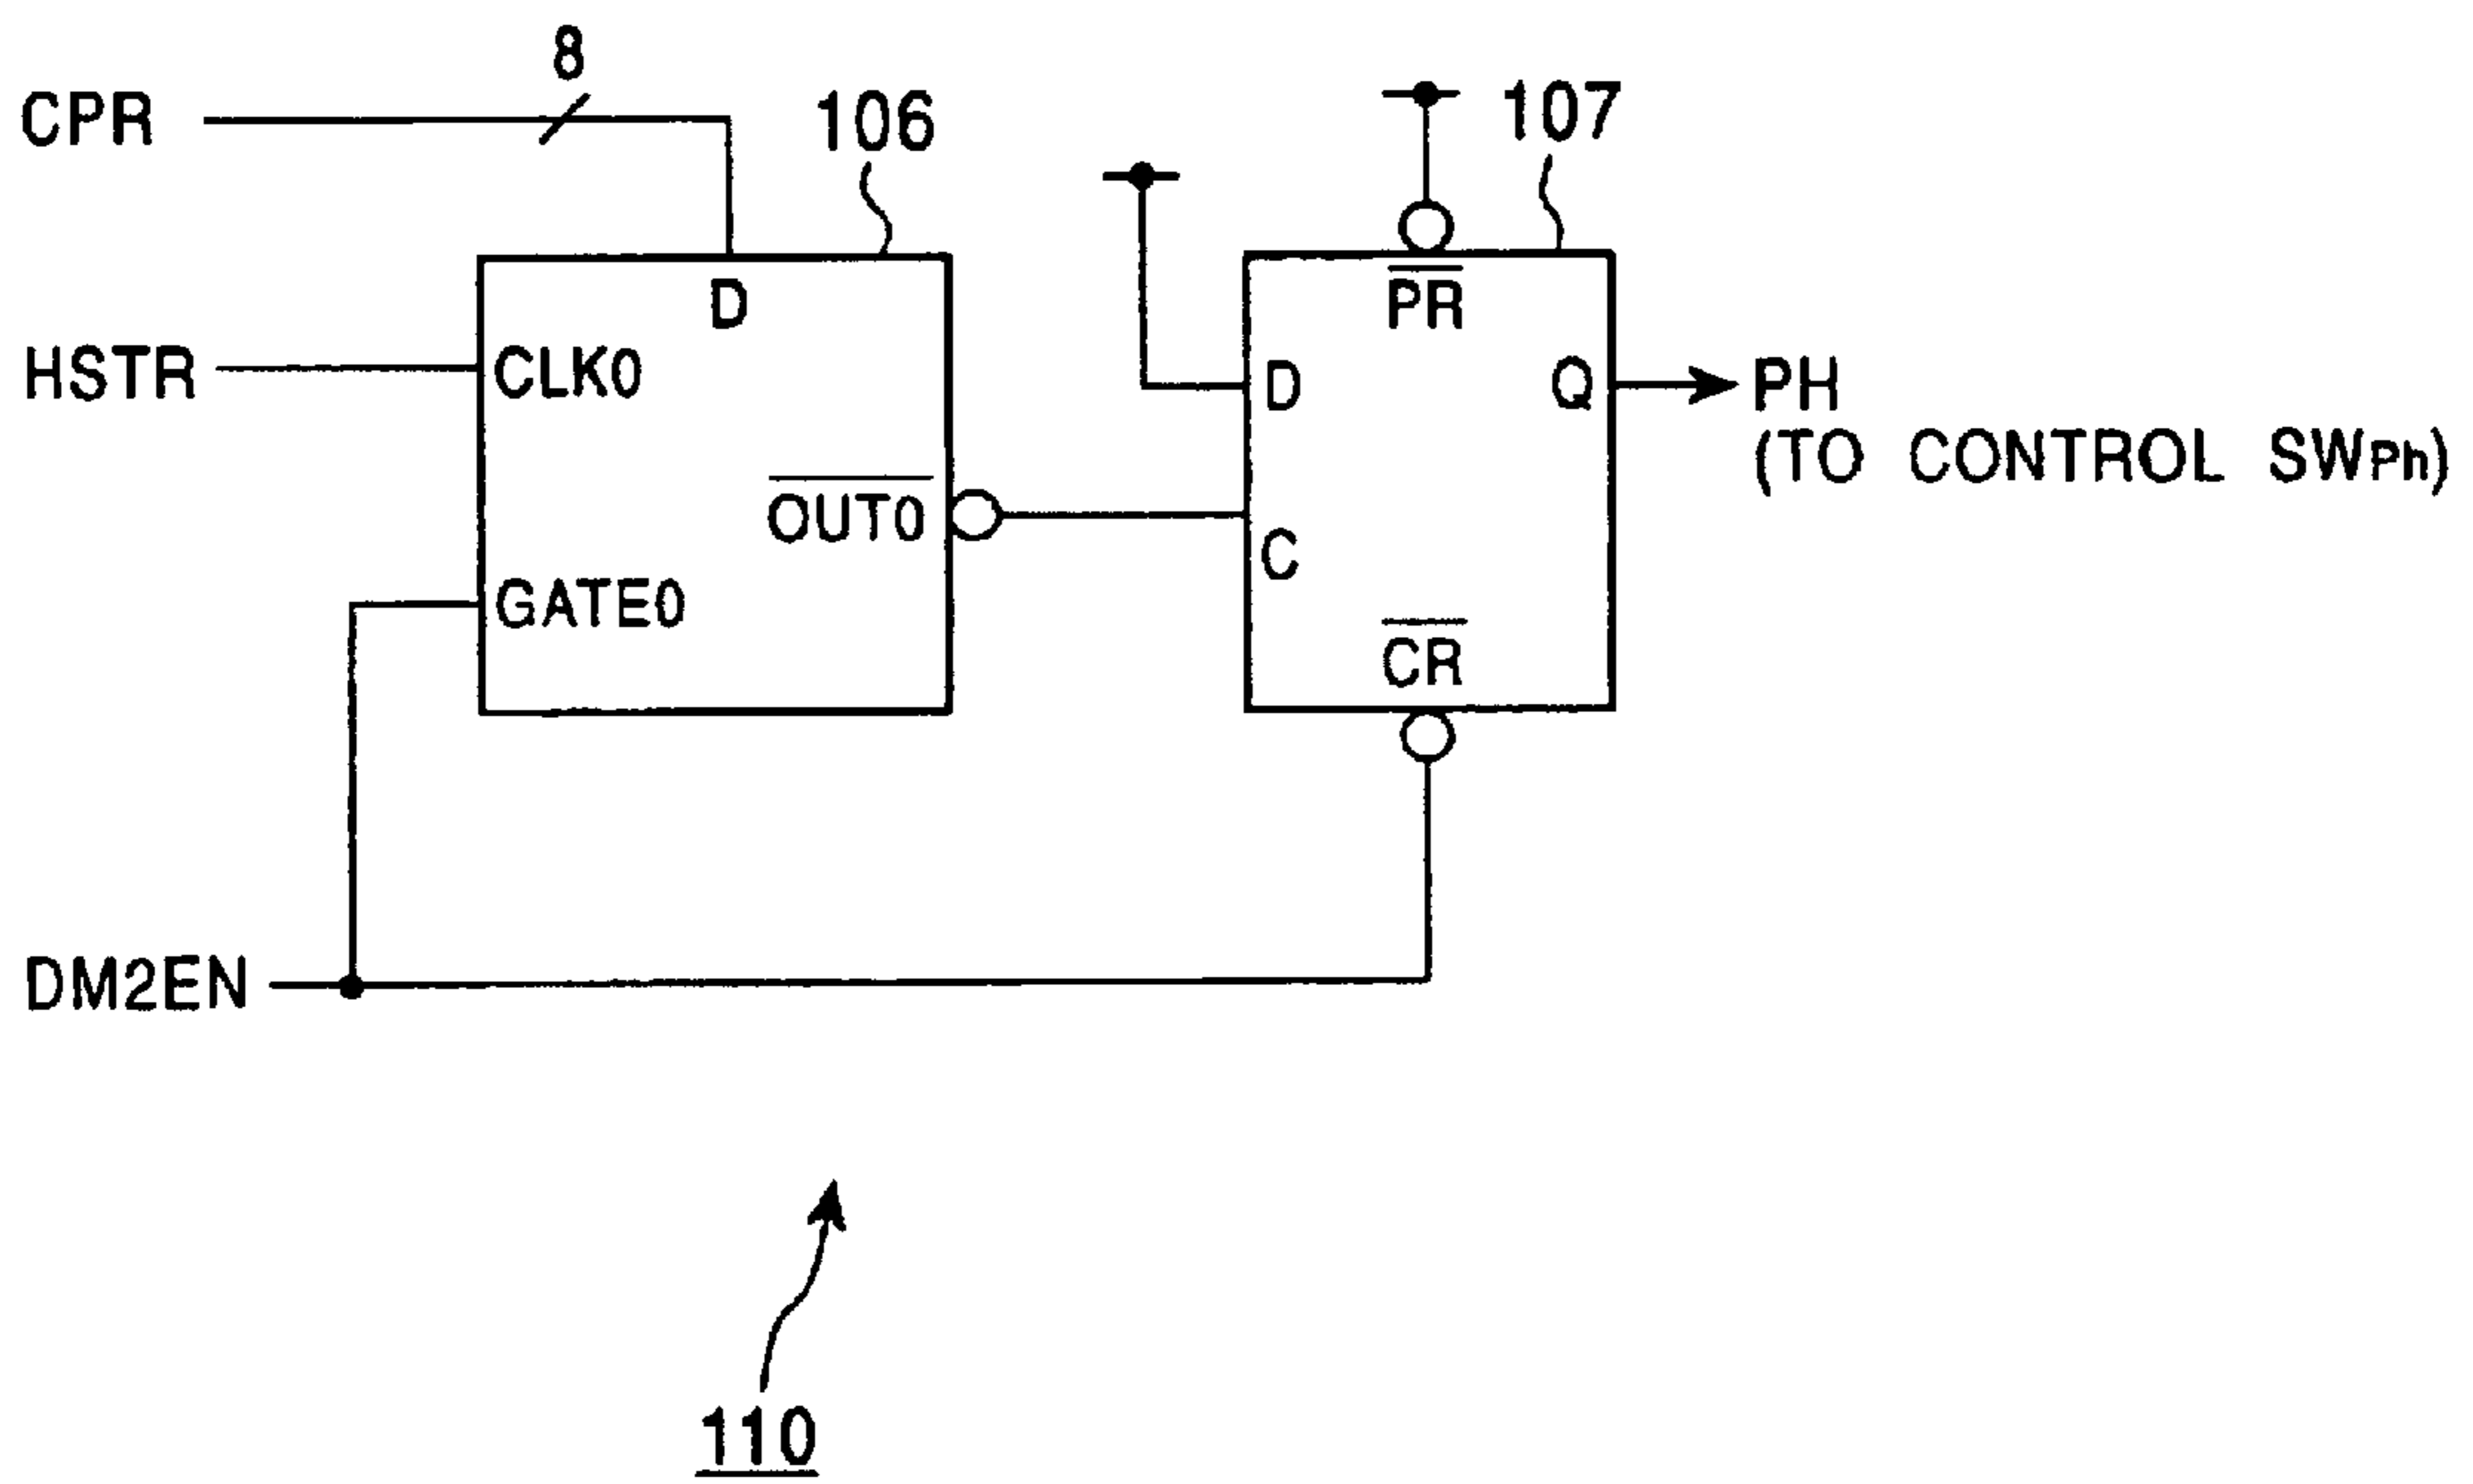 8
CPR
106
107
D
PR
HSTR
CLK0
D
Q
PH
(TO CONTROL SWPh)
OUT0
C
GATE0
CR
DM2EN
110